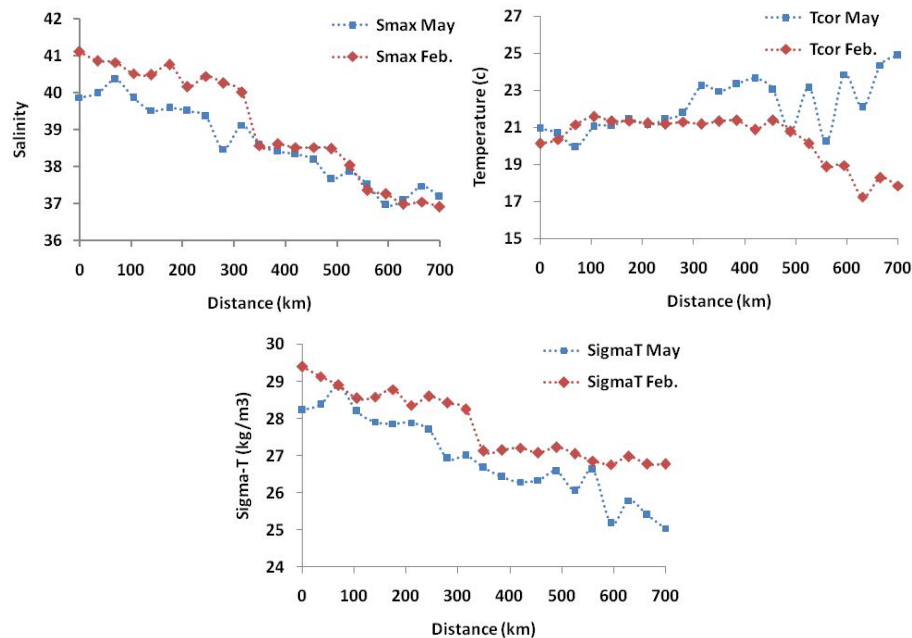 42
41
40
39
38
37
36
Salinity
Smax May
Smax Feb.
0 100 200 300 400 500 600 700
Distance (km)
27
25
23
21
19
17
15
Temperature (c)
Tcor May
Tcor Feb.
0 100 200 300 400 500 600 700
Distance (km)
30
29
28
27
26
25
24
Sigma-T (kg/m3)
SigmaT May
SigmaT Feb.
0 100 200 300 400 500 600 700
Distance (km)